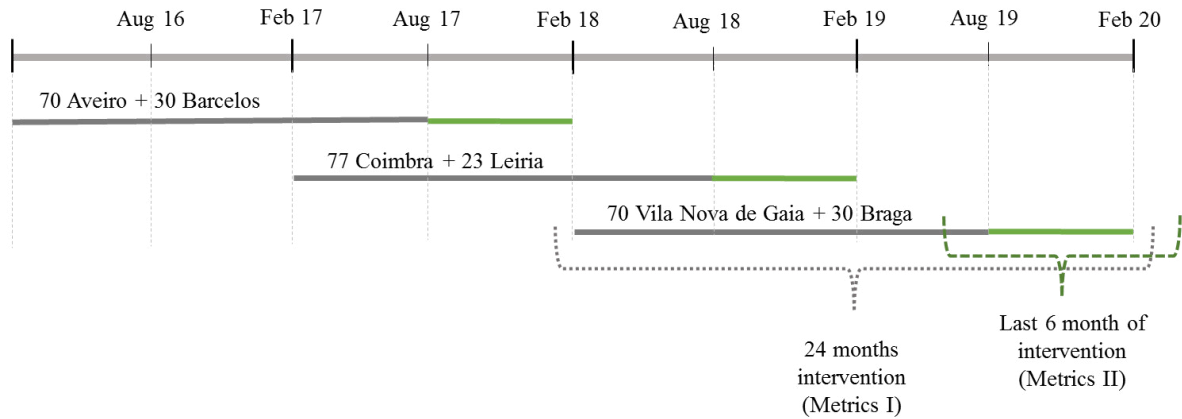 Aug 16
Feb 17
Aug 17
Feb 18
Aug 18
Feb 19
Aug 19
Feb 20
70 Aveiro + 30 Barcelos
77 Coimbra + 23 Leiria
70 Vila Nova de Gaia + 30 Braga
24 months
intervention
(Metrics I)
Last 6 month of
intervention
(Metrics II)